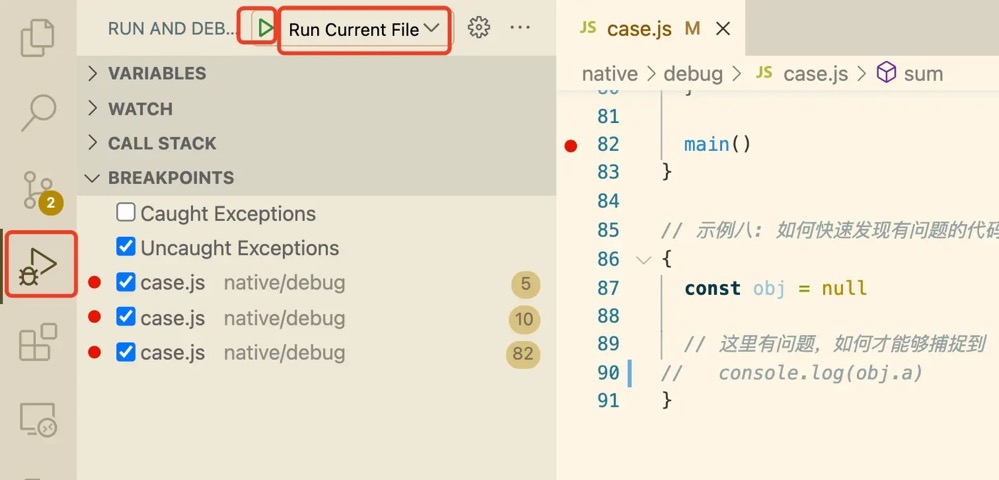 RUN AND DEB... Run Current File ...
VARIABLES
WATCH
CALL STACK
BREAKPOINTS
Caught Exceptions
Uncaught Exceptions
case.js native/debug 5
case.js native/debug 10
case.js native/debug 82
2
JS case.js M
native > debug > JS case.js > sum
81
82 main()
83 }
84
85 // 示例八: 如何快速发现有问题的代码
86 {
87 const obj = null
88
89 // 这里有问题，如何才能够捕捉到
90 // console.log(obj.a)
91 }